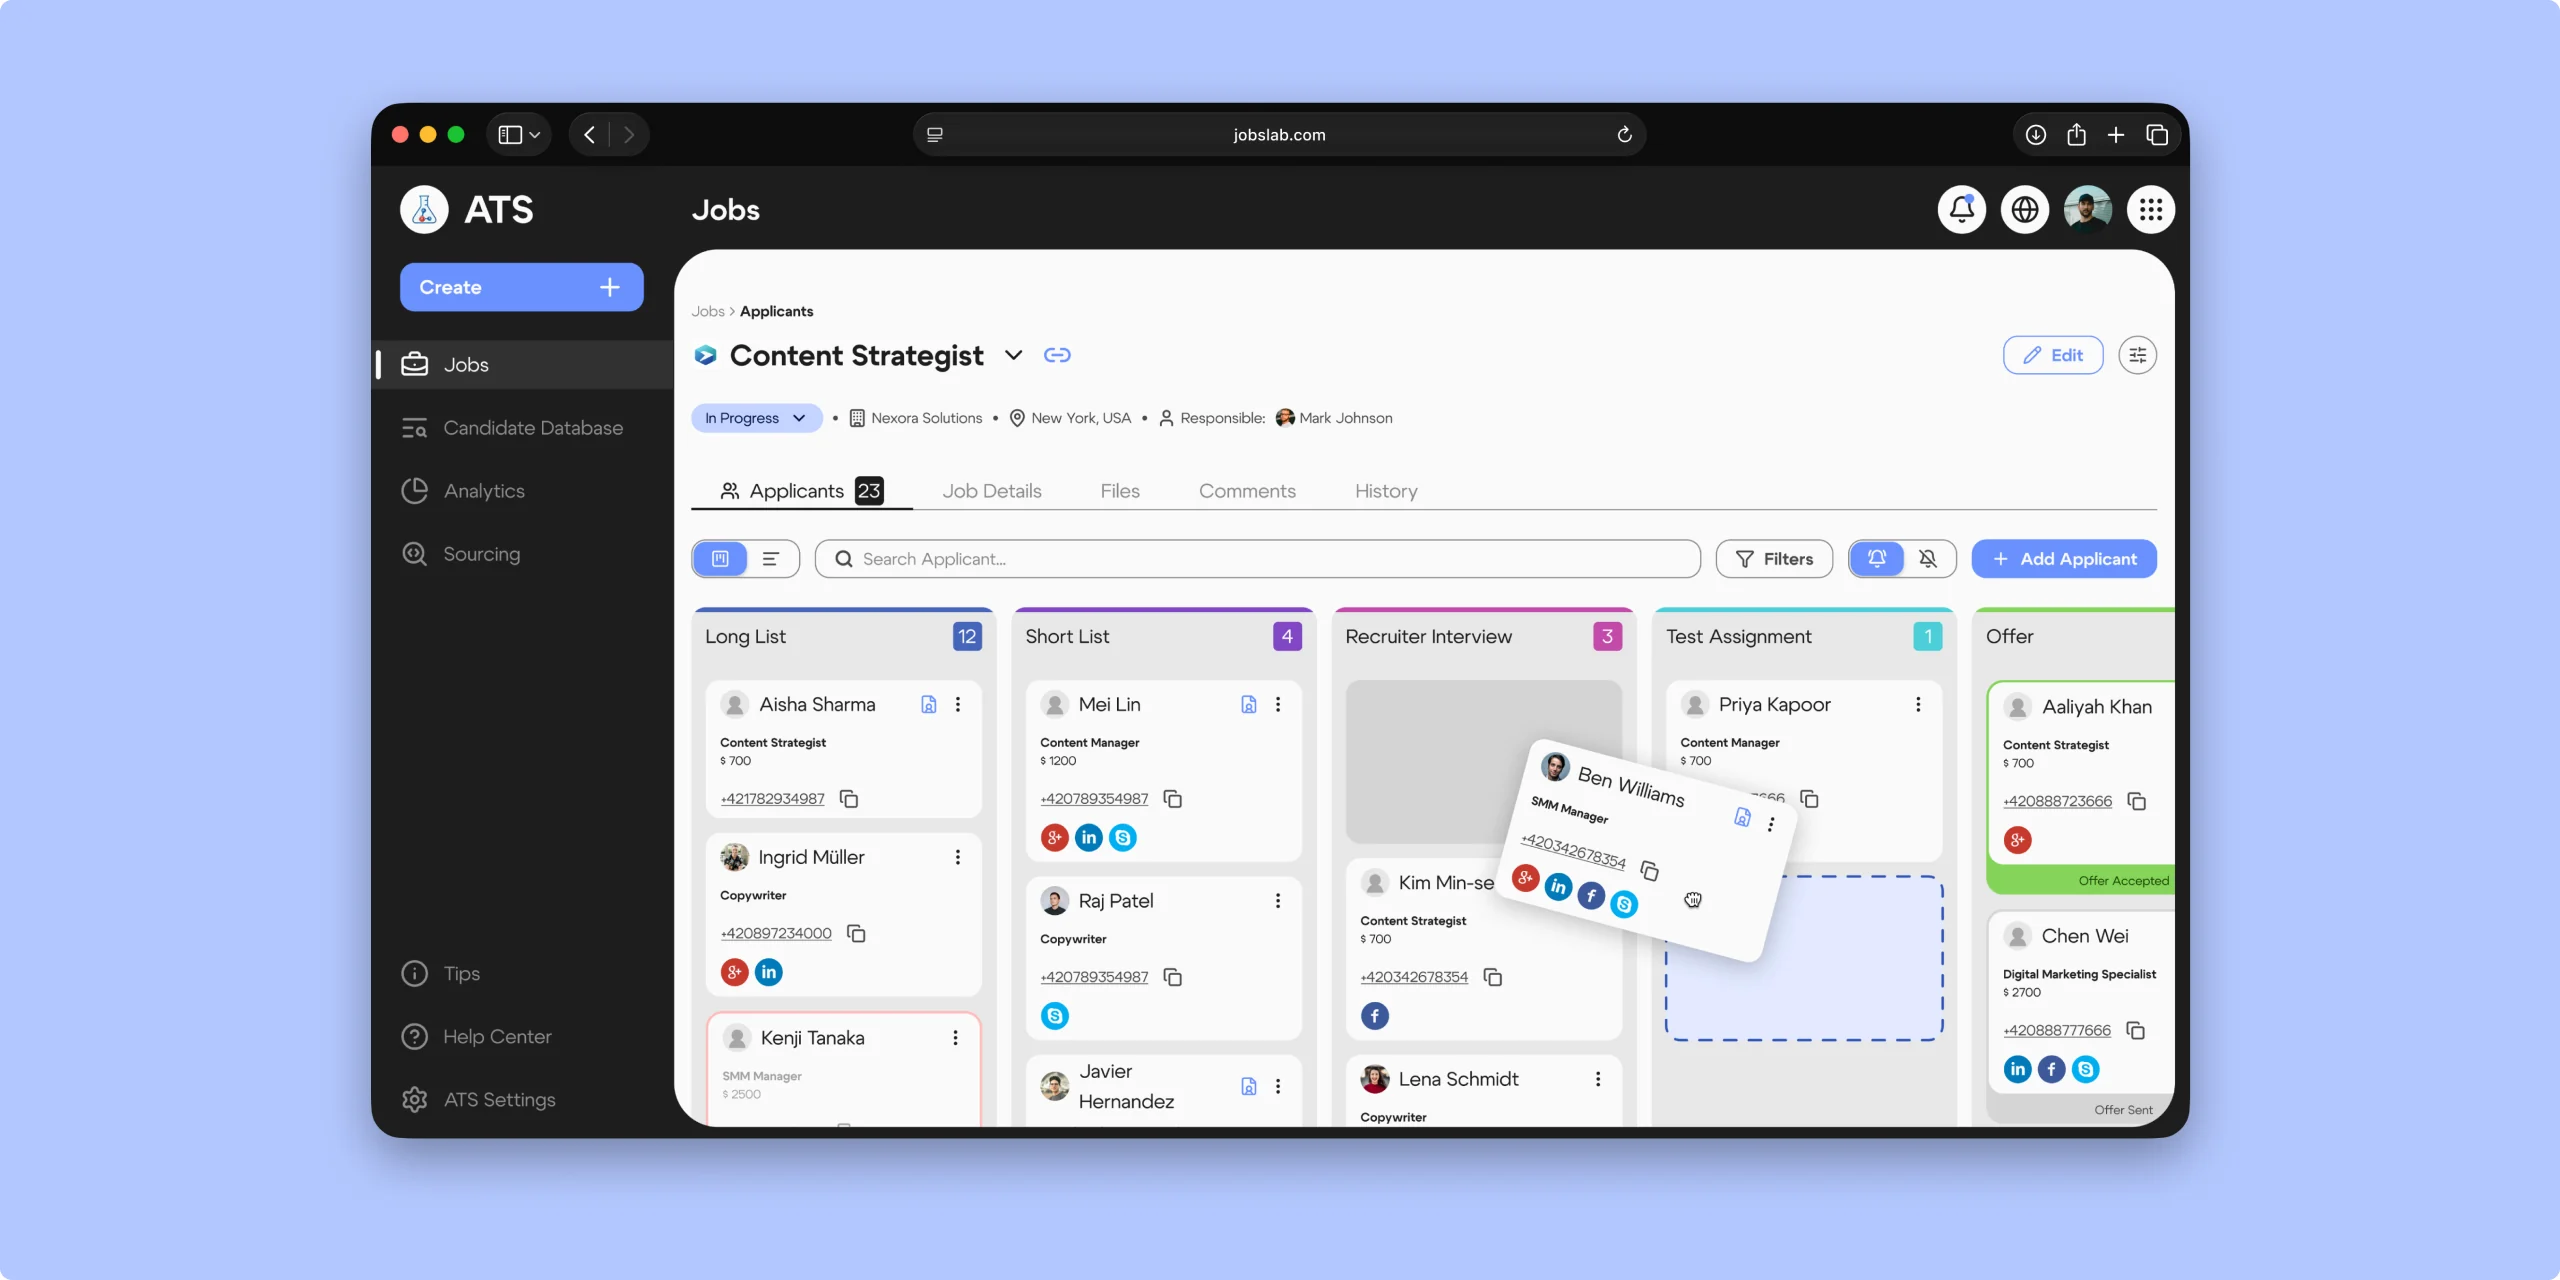 jobslab.com
ATS
Jobs
Create
Jobs
Candidate Database
Analytics
Sourcing
Tips
Help Center
ATS Settings
Jobs > Applicants
Content Strategist
Edit
In Progress • Nexora Solutions • New York, USA • Responsible: Mark Johnson
Applicants 23
Job Details
Files
Comments
History
Search Applicant...
Filters
+ Add Applicant
Long List 12
Aisha Sharma
Content Strategist
$ 700
+421782934987
Ingrid Müller
Copywriter
+420897234000
g+ in
Kenji Tanaka
SMM Manager
$ 2500
Short List 4
Mei Lin
Content Manager
$ 1200
+420789354987
g+ in S
Raj Patel
Copywriter
+420789354987
S
Javier
Hernandez
Recruiter Interview 3
Ben Williams
SMM Manager
+420342678354
g+ in f S
Kim Min-se
Content Strategist
$ 700
+420342678354
f
Lena Schmidt
Copywriter
Test Assignment 1
Priya Kapoor
Content Manager
$ 700
Offer
Aaliyah Khan
Content Strategist
$ 700
+420888723666
g+
Offer Accepted
Chen Wei
Digital Marketing Specialist
$ 2700
+420888777666
in f S
Offer Sent